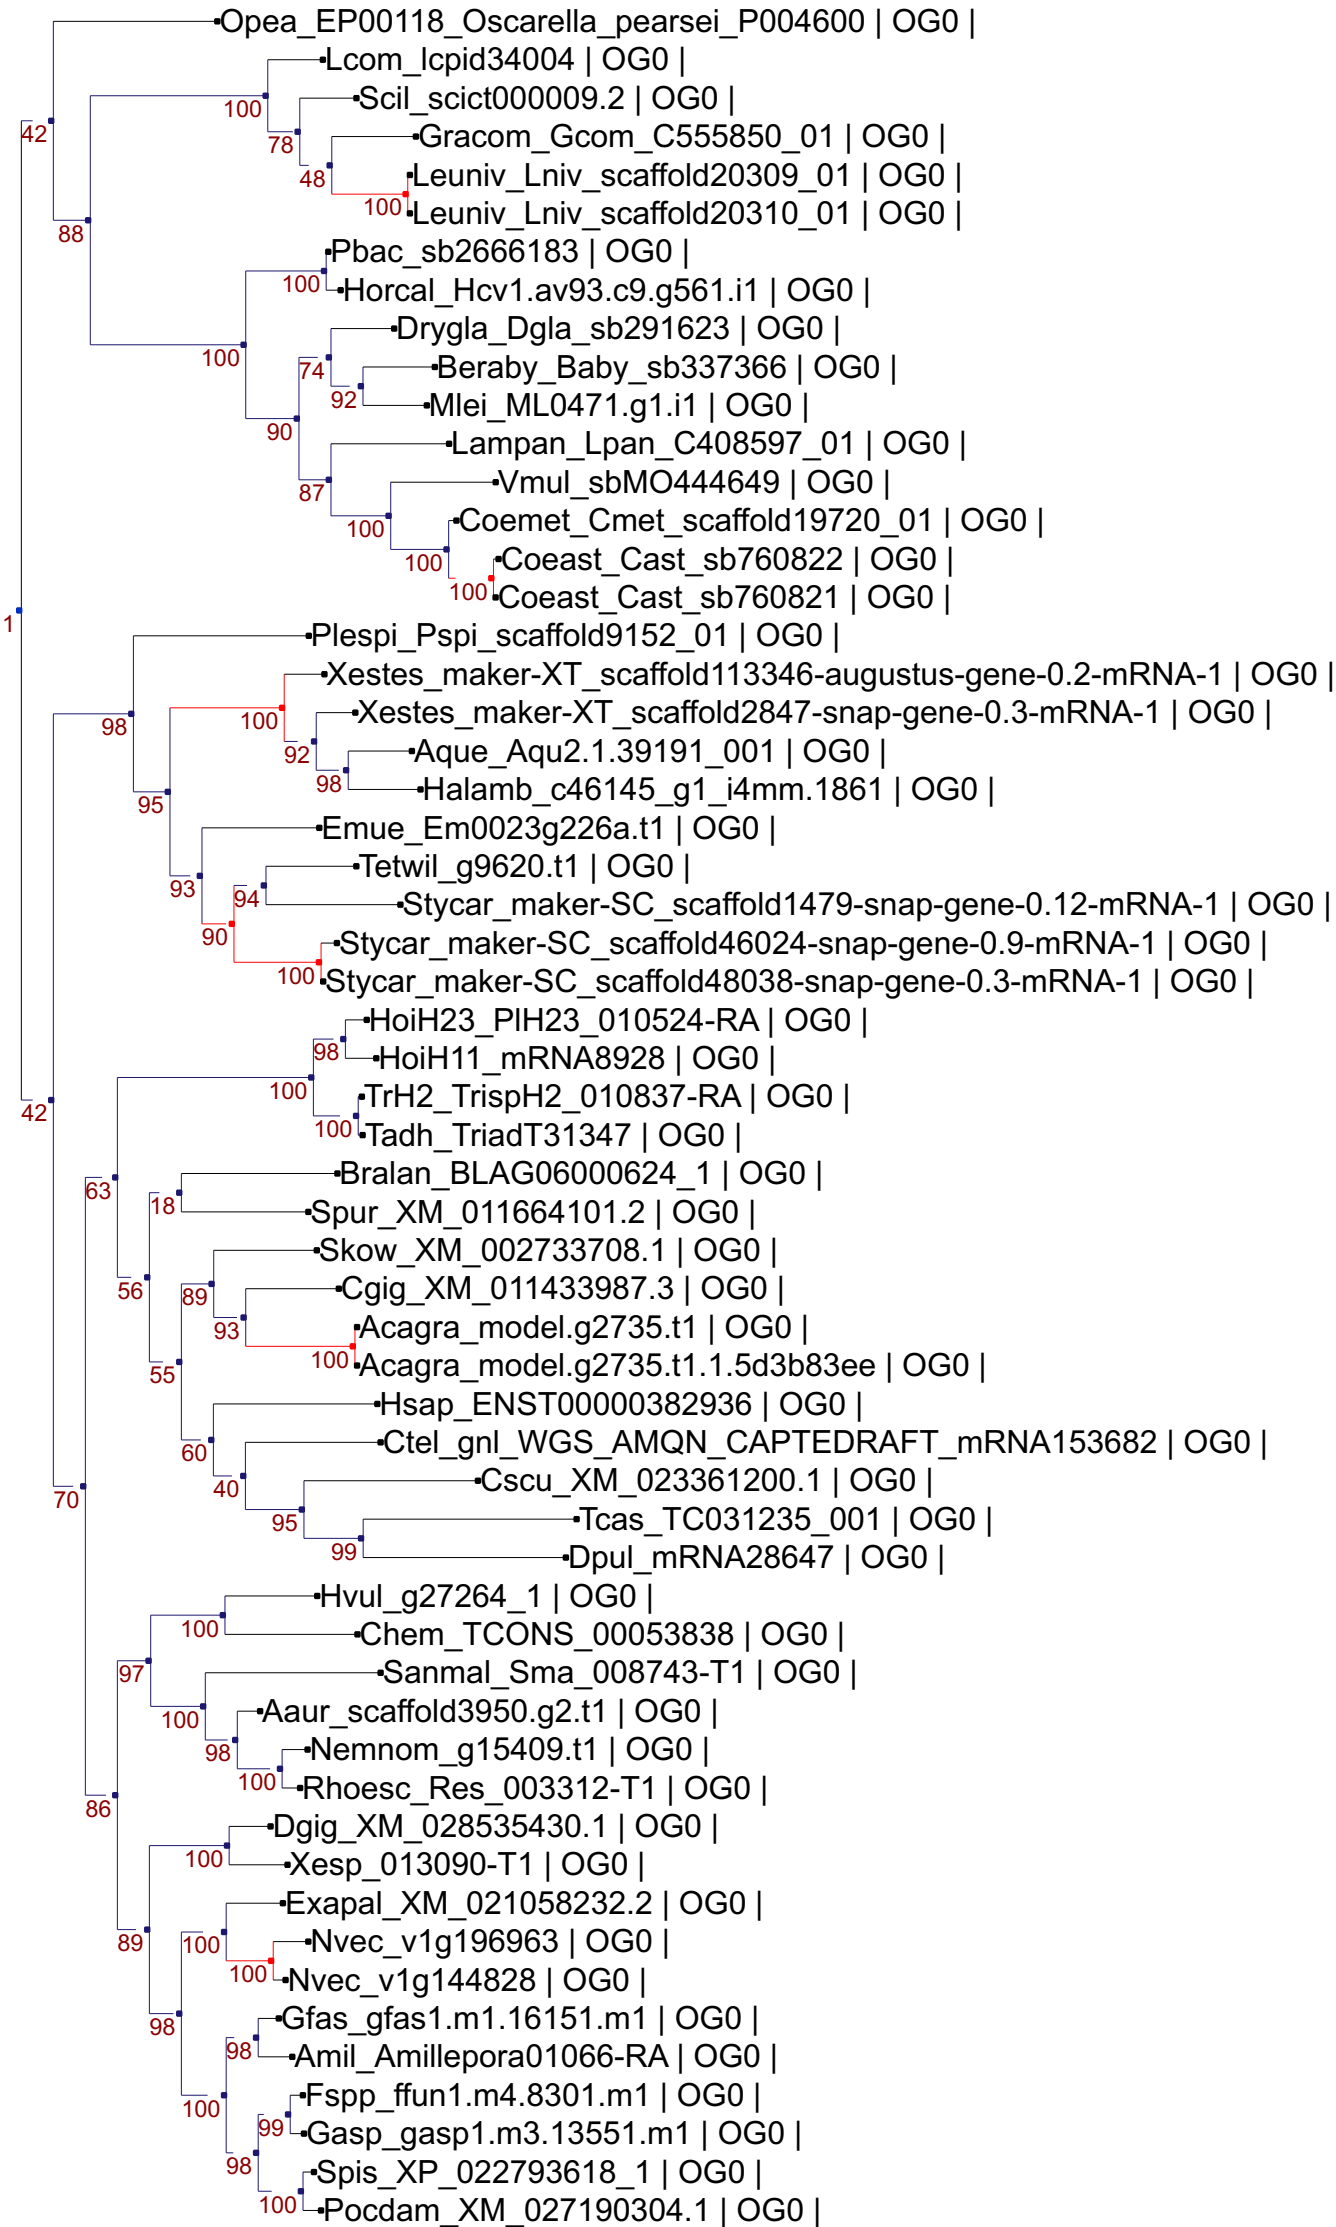 Opea_EP00118_Oscarella_pearsei_P004600 | OG0 |
Lcom_lcpid34004 | OG0 |
100
Scil_scict000009.2 | OG0 |
42
78
Gracom_Gcom_C555850_01 | OG0 |
48
Leuniv_Lniv_scaffold20309_01 | OG0 |
100
Leuniv_Lniv_scaffold20310_01 | OG0 |
88
Pbac_sb2666183 | OG0 |
100
Horcal_Hcv1.av93.c9.g561.i1 | OG0 |
Drygla_Dgla_sb291623 | OG0 |
100
74
Beraby_Baby_sb337366 | OG0 |
92
Mlei_ML0471.g1.i1 | OG0 |
90
Lampan_Lpan_C408597_01 | OG0 |
Vmul_sbMO444649 | OG0 |
87
Coemet_Cmet_scaffold19720_01 | OG0 |
100
Coeast_Cast_sb760822 | OG0 |
100
100
Coeast_Cast_sb760821 | OG0 |
1
Plespi_Pspi_scaffold9152_01 | OG0 |
Xestes_maker-XT_scaffold113346-augustus-gene-0.2-mRNA-1 | OG0 |
Xestes_maker-XT_scaffold2847-snap-gene-0.3-mRNA-1 | OG0 |
98
100
Aque_Aqu2.1.39191_001 | OG0 |
92
98
Halamb_c46145_g1_i4mm.1861 | OG0 |
95
Emue_Em0023g226a.t1 | OG0 |
Tetwil_g9620.t1 | OG0 |
93
94
Stycar_maker-SC_scaffold1479-snap-gene-0.12-mRNA-1 | OG0 |
90
Stycar_maker-SC_scaffold46024-snap-gene-0.9-mRNA-1 | OG0 |
100
Stycar_maker-SC_scaffold48038-snap-gene-0.3-mRNA-1 | OG0 |
HoiH23_PlH23_010524-RA | OG0 |
98
HoiH11_mRNA8928 | OG0 |
100
TrH2_TrispH2_010837-RA | OG0 |
42
100
Tadh_TriadT31347 | OG0 |
Bralan_BLAG06000624_1 | OG0 |
63
18
Spur_XM_011664101.2 | OG0 |
Skow_XM_002733708.1 | OG0 |
56
89
Cgig_XM_011433987.3 | OG0 |
93
Acagra_model.g2735.t1 | OG0 |
100
Acagra_model.g2735.t1.1.5d3b83ee | OG0 |
55
Hsap_ENST00000382936 | OG0 |
60
Ctel_gnl_WGS_AMQN_CAPTEDRAFT_mRNA153682 | OG0 |
40
Cscu_XM_023361200.1 | OG0 |
70
95
Tcas_TC031235_001 | OG0 |
99
Dpul_mRNA28647 | OG0 |
Hvul_g27264_1 | OG0 |
100
Chem_TCONS_00053838 | OG0 |
97
Sanmal_Sma_008743-T1 | OG0 |
100
Aaur_scaffold3950.g2.t1 | OG0 |
98
Nemnom_g15409.t1 | OG0 |
100
Rhoesc_Res_003312-T1 | OG0 |
86
Dgig_XM_028535430.1 | OG0 |
100
Xesp_013090-T1 | OG0 |
Exapal_XM_021058232.2 | OG0 |
89
100
Nvec_v1g196963 | OG0 |
100
Nvec_v1g144828 | OG0 |
98
Gfas_gfas1.m1.16151.m1 | OG0 |
98
Amil_Amillepora01066-RA | OG0 |
Fspp_ffun1.m4.8301.m1 | OG0 |
100
99
Gasp_gasp1.m3.13551.m1 | OG0 |
98
Spis_XP_022793618_1 | OG0 |
100
Pocdam_XM_027190304.1 | OG0 |